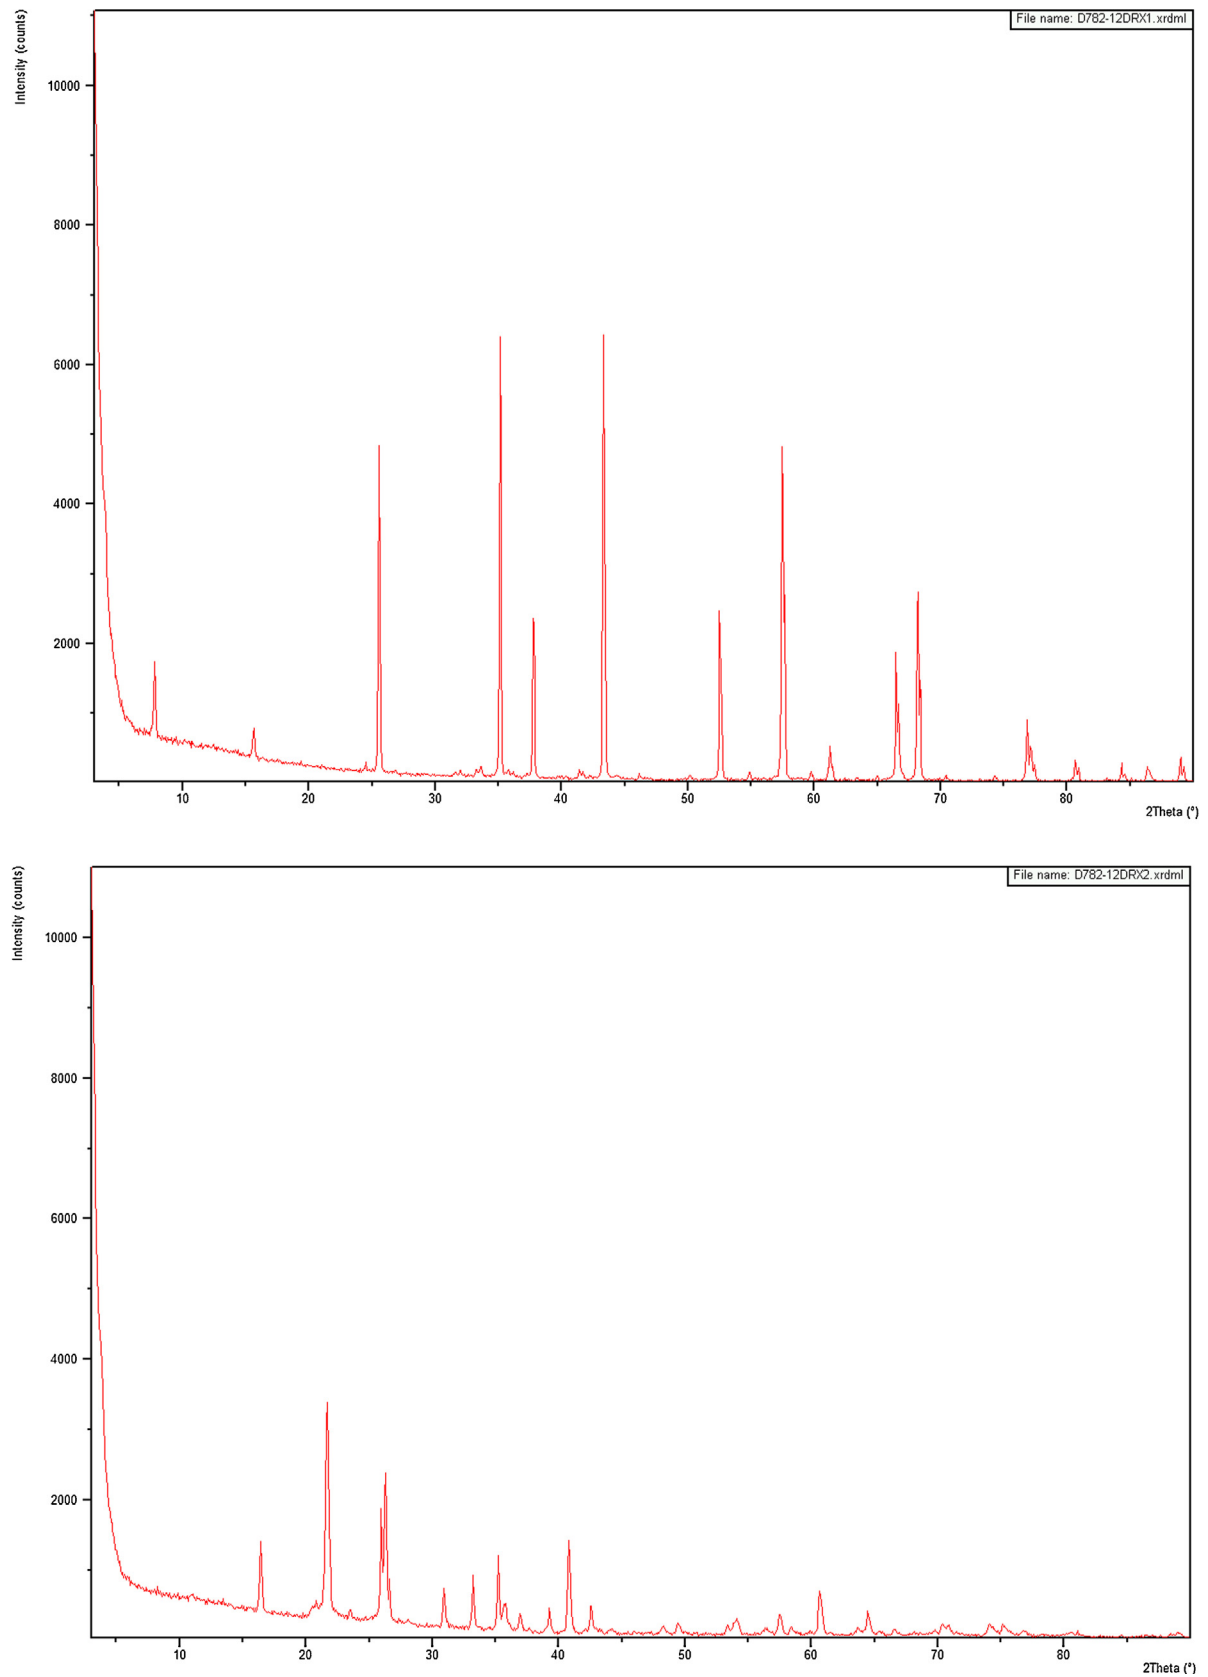 Intensity (counts)
File name: D782-12DRX1.xrdml
10000
8000
6000
4000
2000
10 20 30 40 50 60 70 80
2Theta (°)
Intensity (counts)
File name: D782-12DRX2.xrdml
10000
8000
6000
4000
2000
10 20 30 40 50 60 70 80
2Theta (°)